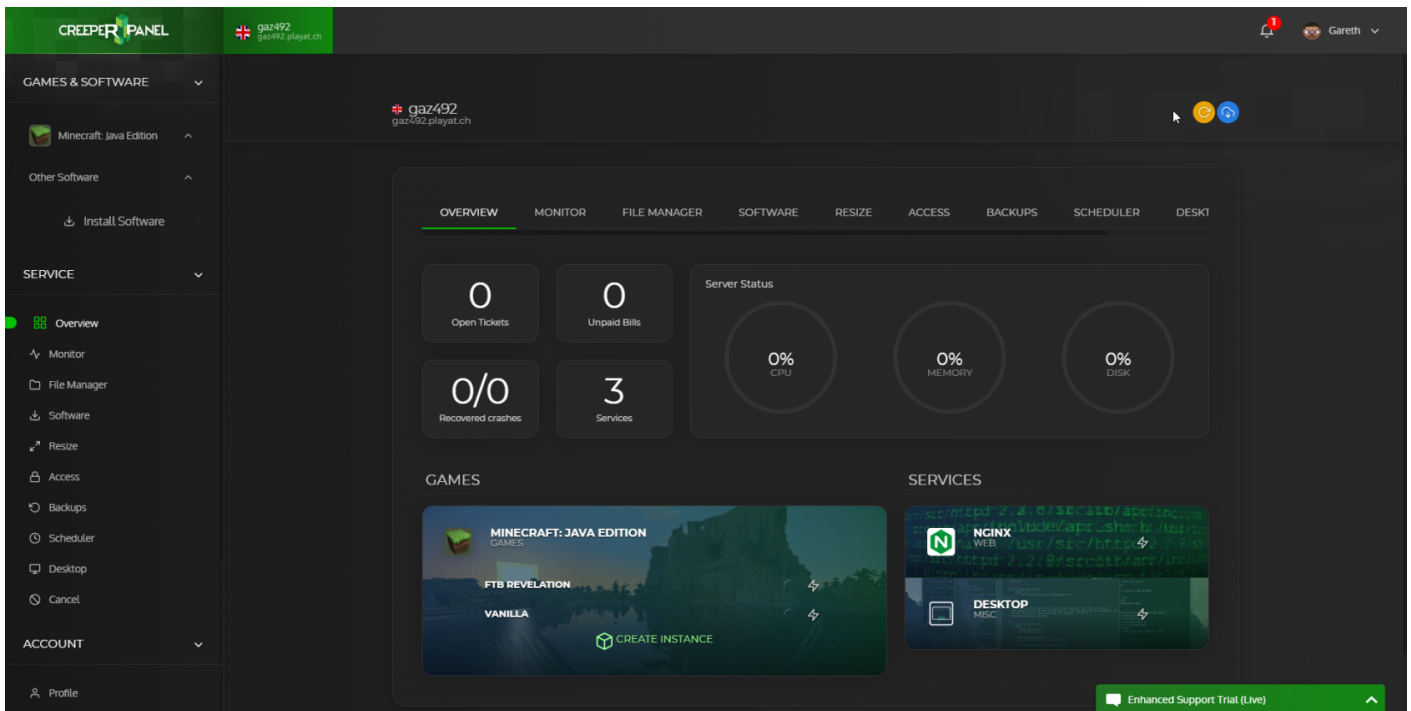 CREEPER PANEL
gaz492
gaz492.playat.ch
1
Gareth
GAMES & SOFTWARE
Minecraft: Java Edition
Other Software
Install Software
SERVICE
Overview
Monitor
File Manager
Software
Resize
Access
Backups
Scheduler
Desktop
Cancel
ACCOUNT
Profile
gaz492
gaz492.playat.ch
OVERVIEW MONITOR FILE MANAGER SOFTWARE RESIZE ACCESS BACKUPS SCHEDULER DESKT
0
Open Tickets
0
Unpaid Bills
0/0
Recovered crashes
3
Services
Server Status
0%
CPU
0%
MEMORY
0%
DISK
GAMES
MINECRAFT: JAVA EDITION
GAMES
FTB REVELATION
VANILLA
CREATE INSTANCE
SERVICES
NGINX
WEB
DESKTOP
MISC
Enhanced Support Trial (Live)